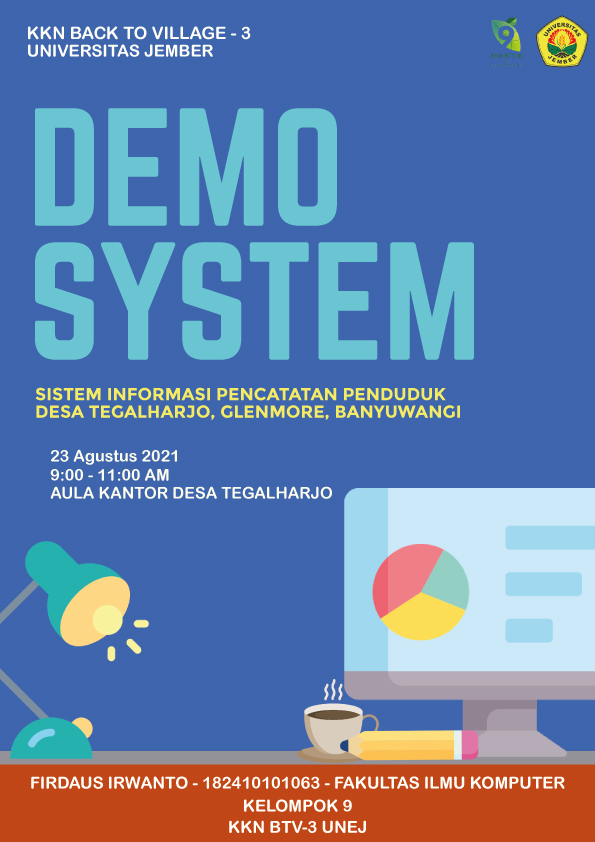 KKN BACK TO VILLAGE - 3
UNIVERSITAS JEMBER
UNIVERSITAS
JEMBER
DEMO
SYSTEM
SISTEM INFORMASI PENCATATAN PENDUDUK
DESA TEGALHARJO, GLENMORE, BANYUWANGI
23 Agustus 2021
9:00 - 11:00 AM
AULA KANTOR DESA TEGALHARJO
FIRDAUS IRWANTO - 182410101063 - FAKULTAS ILMU KOMPUTER
KELOMPOK 9
KKN BTV-3 UNEJ